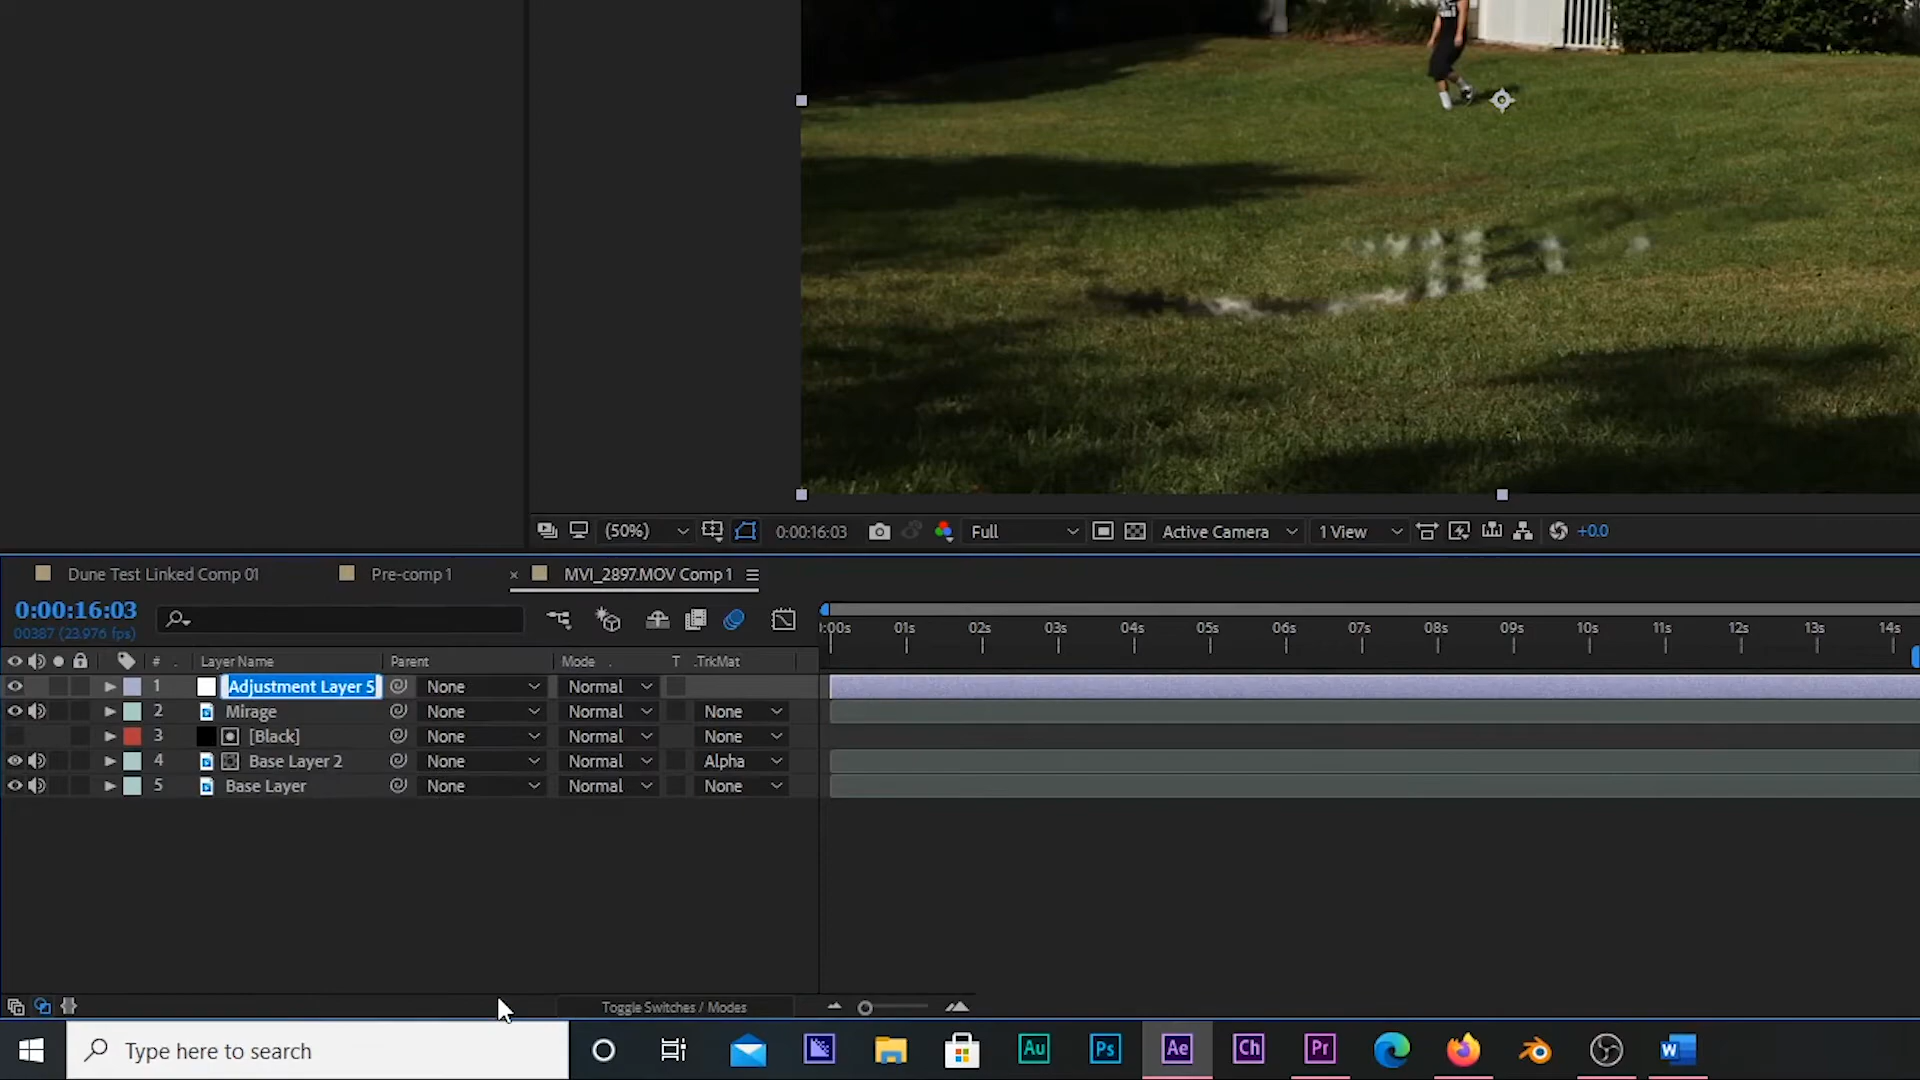 (50%) 0:00:16:03 Full Active Camera 1 View +0.0
Dune Test Linked Comp 01 Pre-comp 1 × MVI_2897.MOV Comp 1
0:00:16:03
00387 (23.976 fps)
:00s 01s 02s 03s 04s 05s 06s 07s 08s 09s 10s 11s 12s 13s 14s
# Layer Name Parent Mode T .TrkMat
1 Adjustment Layer 5 None Normal
2 Mirage None Normal None
3 [Black] None Normal None
4 Base Layer 2 None Normal Alpha
5 Base Layer None Normal None
Toggle Switches / Modes
Type here to search Au Ps Ae Ch Pr W